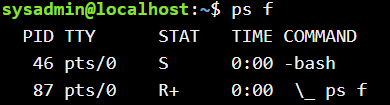 sysadmin@localhost:~$ ps f
  PID TTY      STAT   TIME COMMAND
   46 pts/0    S      0:00 -bash
   87 pts/0    R+     0:00  \_ ps f